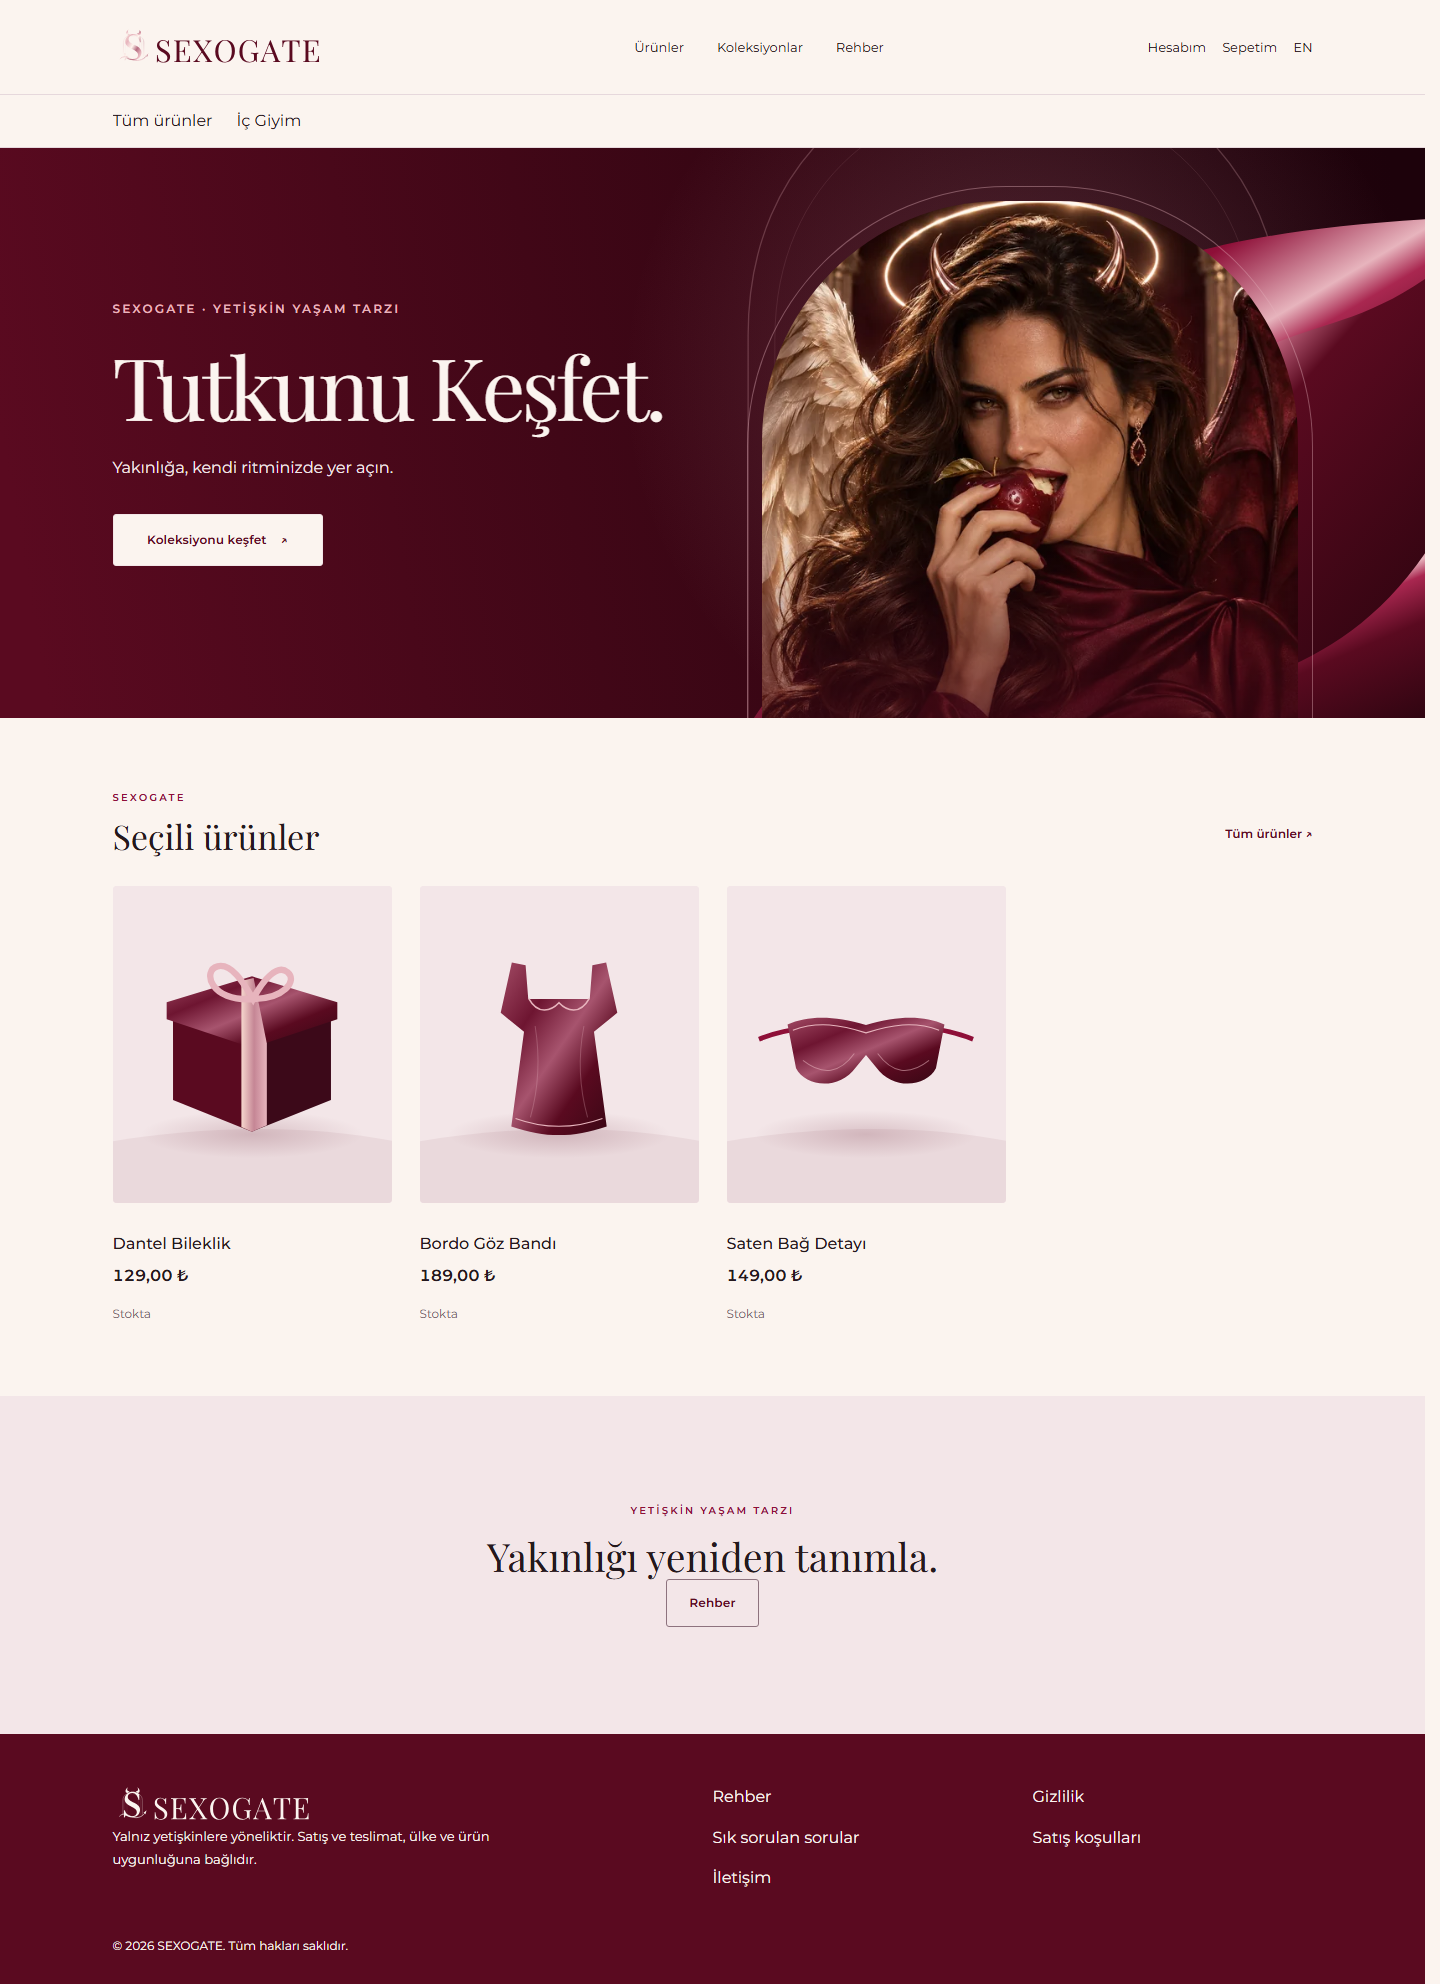 SEXOGATE
Ürünler
Koleksiyonlar
Rehber
Hesabım
Sepetim
EN
Tüm ürünler
İç Giyim
SEXOGATE · YETİŞKİN YAŞAM TARZI
Tutkunu Keşfet.
Yakınlığa, kendi ritminizde yer açın.
Koleksiyonu keşfet ↗
SEXOGATE
Seçili ürünler
Tüm ürünler ↗
Dantel Bileklik
129,00 ₺
Stokta
Bordo Göz Bandı
189,00 ₺
Stokta
Saten Bağ Detayı
149,00 ₺
Stokta
YETİŞKİN YAŞAM TARZI
Yakınlığı yeniden tanımla.
Rehber
SEXOGATE
Yalnız yetişkinlere yöneliktir. Satış ve teslimat, ülke ve ürün
uygunluğuna bağlıdır.
Rehber
Sık sorulan sorular
İletişim
Gizlilik
Satış koşulları
© 2026 SEXOGATE. Tüm hakları saklıdır.